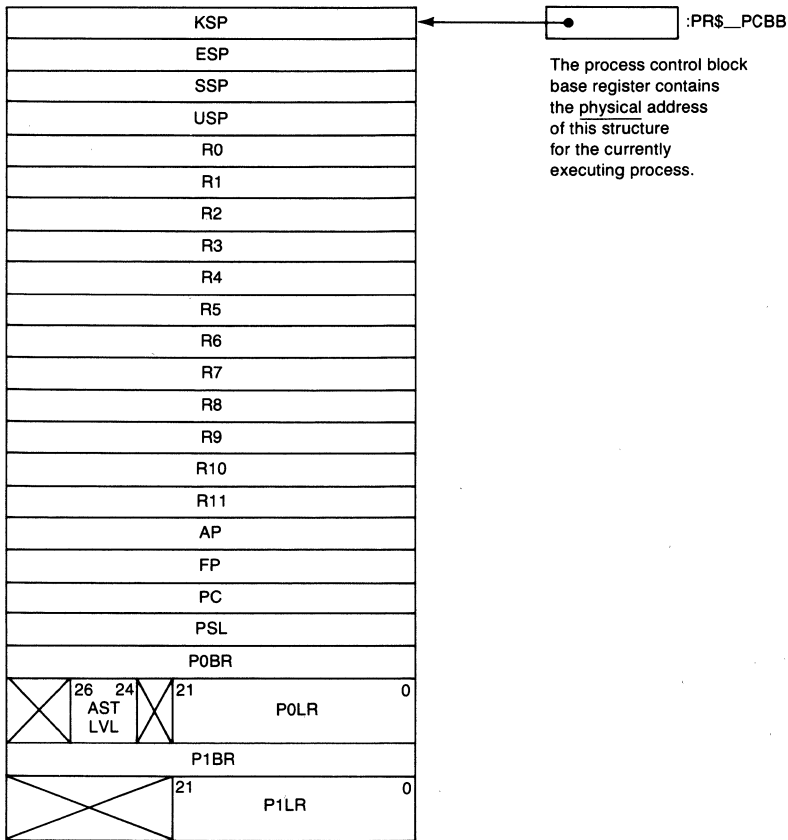 KSP
:PR$__PCBB
ESP
SSP
USP
R0
R1
R2
R3
R4
R5
R6
R7
R8
R9
R10
R11
AP
FP
PC
PSL
P0BR
26 24 21 0
AST
LVL
P0LR
P1BR
21 0
P1LR
The process control block
base register contains
the physical address
of this structure
for the currently
executing process.